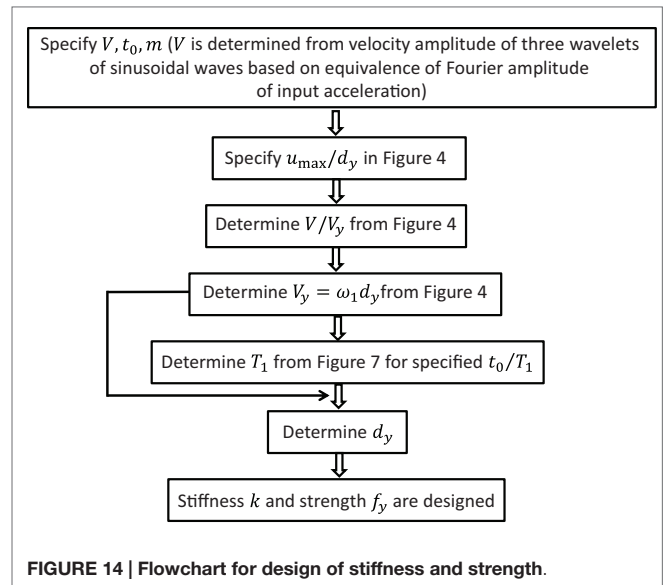 Specify V, t₀, m (V is determined from velocity amplitude of three wavelets
of sinusoidal waves based on equivalence of Fourier amplitude
of input acceleration)
Specify u_max/d_y in Figure 4
Determine V/V_y from Figure 4
Determine V_y = ω₁d_y from Figure 4
Determine T₁ from Figure 7 for specified t₀/T₁
Determine d_y
Stiffness k and strength f_y are designed
FIGURE 14 | Flowchart for design of stiffness and strength.